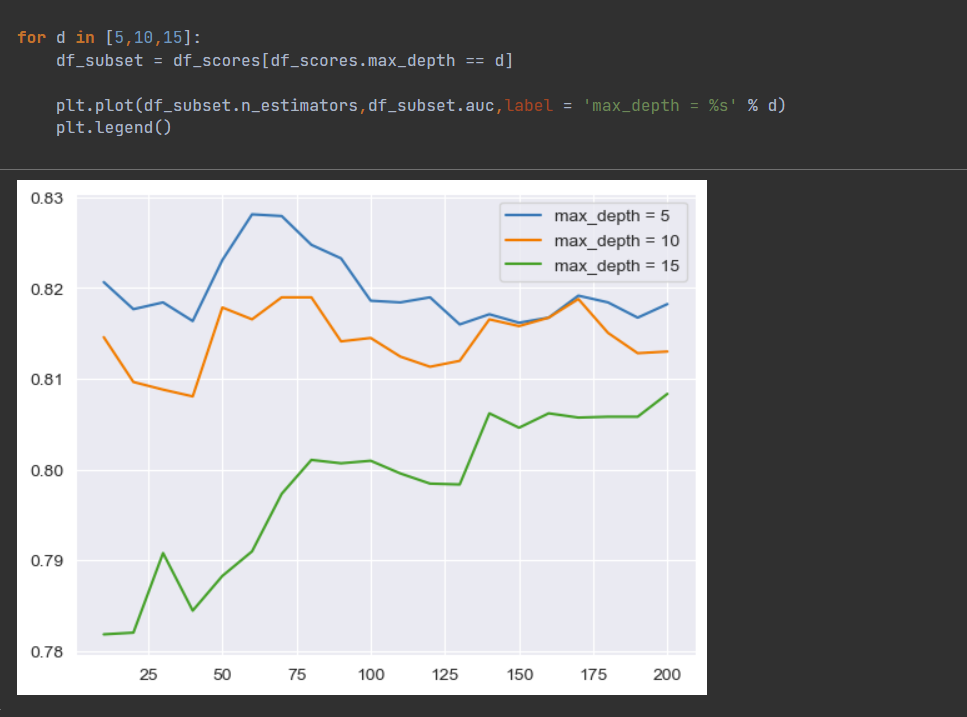 for d in [5,10,15]:
    df_subset = df_scores[df_scores.max_depth == d]
    plt.plot(df_subset.n_estimators,df_subset.auc,label = 'max_depth = %s' % d)
    plt.legend()
0.83
max_depth = 5
max_depth = 10
max_depth = 15
0.82
0.81
0.80
0.79
0.78
25 50 75 100 125 150 175 200